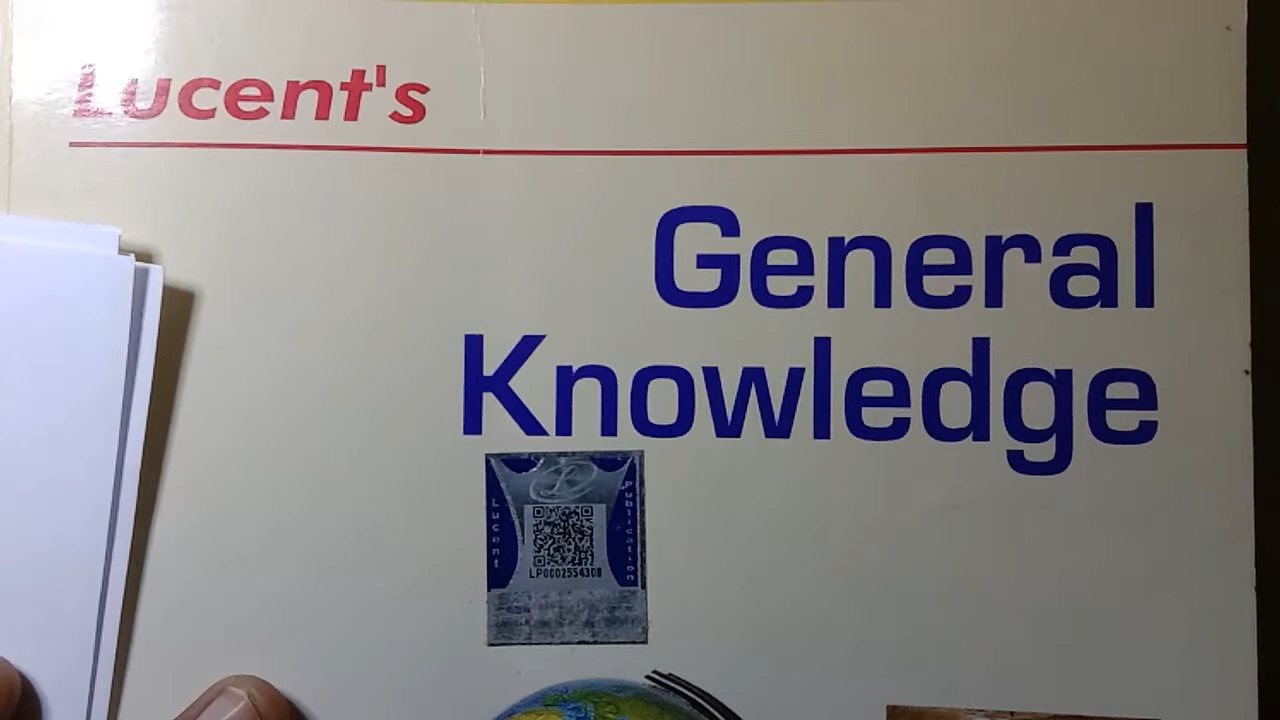 Lucent's
General
Knowledge
Lucent
Publication
LP0002554308